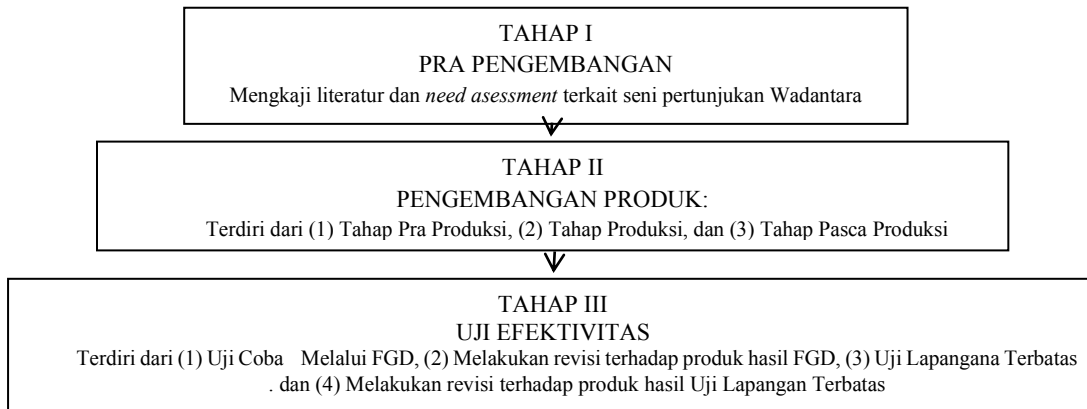 TAHAP I
PRA PENGEMBANGAN
Mengkaji literatur dan need asessment terkait seni pertunjukan Wadantara
TAHAP II
PENGEMBANGAN PRODUK:
Terdiri dari (1) Tahap Pra Produksi, (2) Tahap Produksi, dan (3) Tahap Pasca Produksi
TAHAP III
UJI EFEKTIVITAS
Terdiri dari (1) Uji Coba Melalui FGD, (2) Melakukan revisi terhadap produk hasil FGD, (3) Uji Lapangana Terbatas
. dan (4) Melakukan revisi terhadap produk hasil Uji Lapangan Terbatas